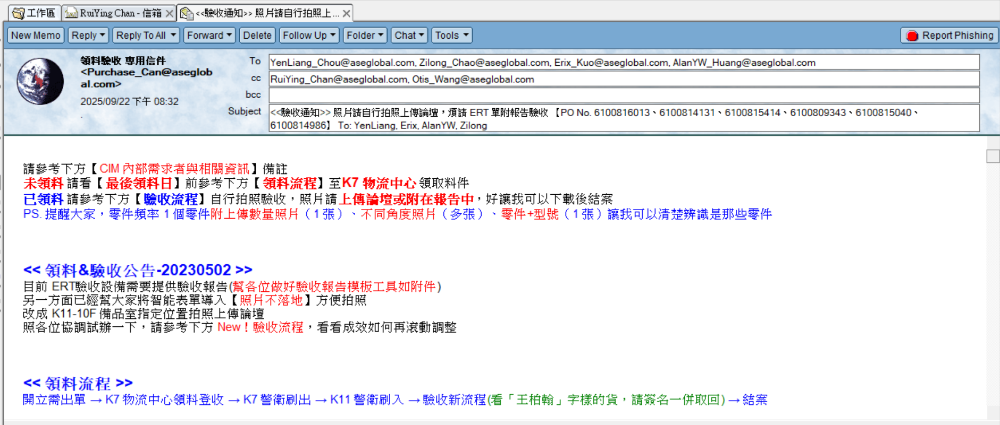 工作區
RuiYing Chan - 信箱
<<驗收通知>> 照片請自行拍照上...
New Memo Reply Reply To All Forward Delete Follow Up Folder Chat Tools Report Phishing
領料驗收 專用信件
<Purchase_Can@aseglob
al.com>
2025/09/22 下午 08:32
.
To YenLiang_Chou@aseglobal.com, Zilong_Chao@aseglobal.com, Erix_Kuo@aseglobal.com, AlanYW_Huang@aseglobal.com
cc RuiYing_Chan@aseglobal.com, Otis_Wang@aseglobal.com
bcc
Subject <<驗收通知>> 照片請自行拍照上傳論壇，煩請 ERT 單附報告驗收 【PO No. 6100816013、6100814131、6100815414、6100809343、6100815040、
6100814986】 To: YenLiang, Erix, AlanYW, Zilong
請參考下方【CIM 內部需求者與相關資訊】備註
未領料 請看【最後領料日】前參考下方【領料流程】至K7 物流中心 領取料件
已領料 請參考下方【驗收流程】自行拍照驗收，照片請上傳論壇或附在報告中，好讓我可以下載後結案
PS. 提醒大家，零件頻率 1 個零件附上傳數量照片（1張）、不同角度照片（多張）、零件+型號（1張）讓我可以清楚辨識是那些零件
<< 領料&驗收公告-20230502 >>
目前 ERT驗收設備需要提供驗收報告(幫各位做好驗收報告模板工具如附件)
另一方面已經幫大家將智能表單導入【照片不落地】方便拍照
改成 K11-10F 備品室指定位置拍照上傳論壇
照各位協調試辦一下，請參考下方 New！驗收流程，看看成效如何再滾動調整
<< 領料流程 >>
開立需出單 → K7 物流中心領料登收 → K7 警衛刷出 → K11 警衛刷入 → 驗收新流程(看「王柏翰」字樣的貨，請簽名一併取回) → 結案